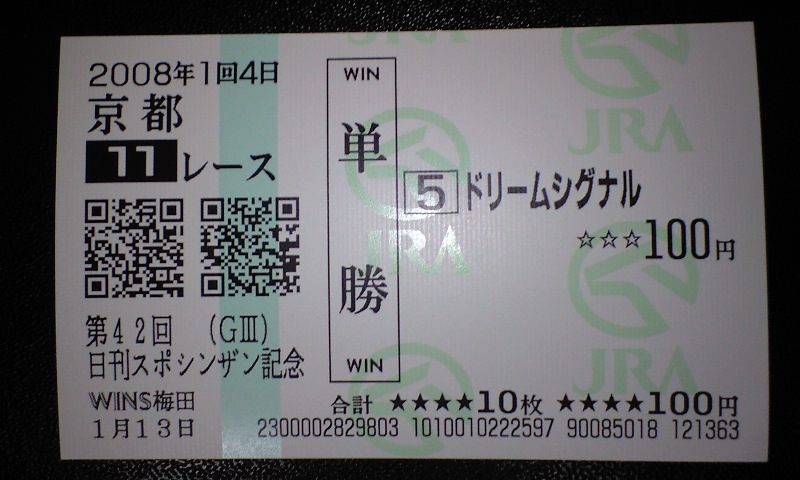 2008年1回4日
京都
11レース
第42回 (GⅢ)
日刊スポシンザン記念
WINS梅田
1月13日
WIN
単
勝
WIN
5 ドリームシグナル
☆☆☆100円
合計 ★★★★10枚 ★★★★100円
2300002829803 1010010222597 90085018 121363
JRA
JRA
JRA
JRA